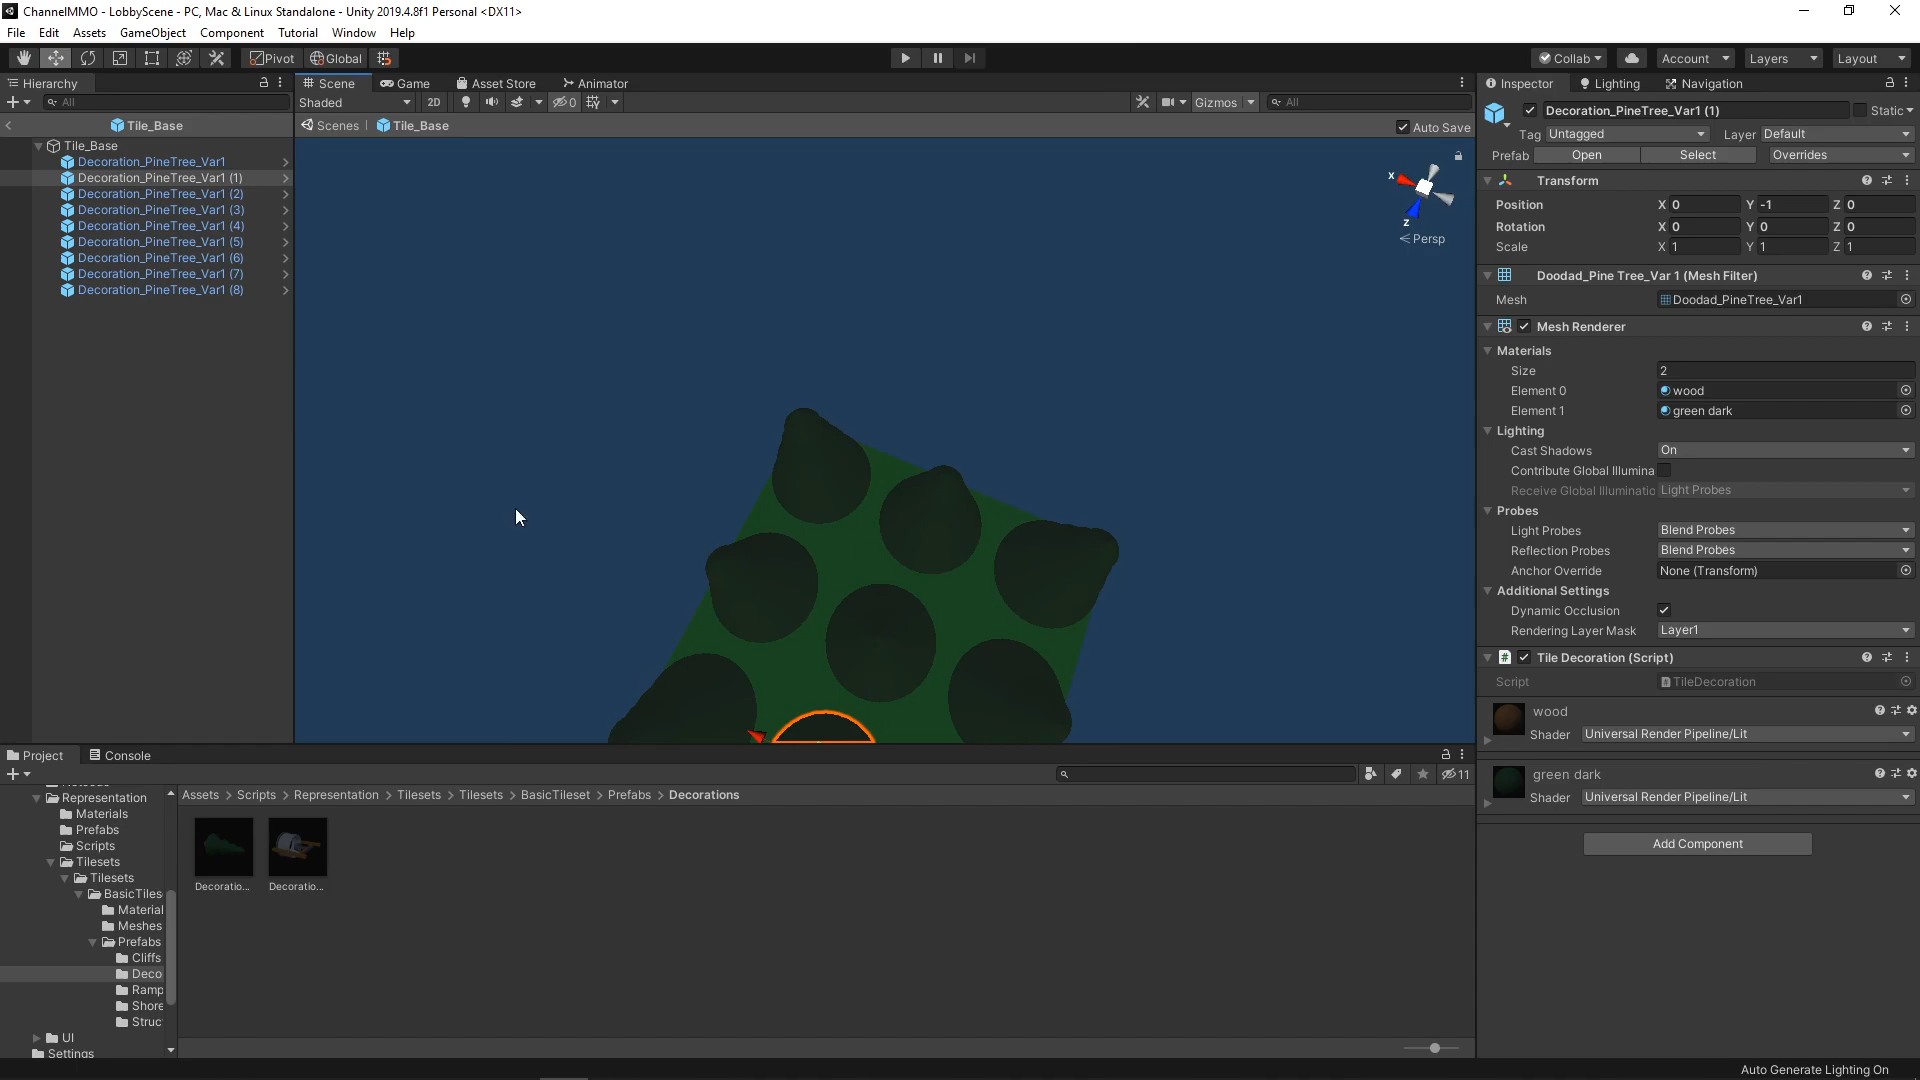 ChannelMMO - LobbyScene - PC, Mac & Linux Standalone - Unity 2019.4.8f1 Personal <DX11>
File Edit Assets GameObject Component Tutorial Window Help
Pivot Global Collab Account Layers Layout
Hierarchy Scene Game Asset Store Animator Inspector Lighting Navigation
All Shaded 2D 0 Gizmos All
Tile_Base Scenes Tile_Base Auto Save
Tile_Base
Decoration_PineTree_Var1
Decoration_PineTree_Var1 (1)
Decoration_PineTree_Var1 (2)
Decoration_PineTree_Var1 (3)
Decoration_PineTree_Var1 (4)
Decoration_PineTree_Var1 (5)
Decoration_PineTree_Var1 (6)
Decoration_PineTree_Var1 (7)
Decoration_PineTree_Var1 (8)
x
z
Persp
Decoration_PineTree_Var1 (1) Static
Tag Untagged Layer Default
Prefab Open Select Overrides
Transform
Position X 0 Y -1 Z 0
Rotation X 0 Y 0 Z 0
Scale X 1 Y 1 Z 1
Doodad_Pine Tree_Var 1 (Mesh Filter)
Mesh Doodad_PineTree_Var1
Mesh Renderer
Materials
Size 2
Element 0 wood
Element 1 green dark
Lighting
Cast Shadows On
Contribute Global Illumina
Receive Global Illuminatic Light Probes
Probes
Light Probes Blend Probes
Reflection Probes Blend Probes
Anchor Override None (Transform)
Additional Settings
Dynamic Occlusion
Rendering Layer Mask Layer1
Tile Decoration (Script)
Script TileDecoration
wood
Shader Universal Render Pipeline/Lit
green dark
Shader Universal Render Pipeline/Lit
Add Component
Project Console
11
Representation
Materials
Prefabs
Scripts
Tilesets
Tilesets
BasicTiles
Material
Meshes
Prefabs
Cliffs
Deco
Ramp
Shore
Struc
UI
Settings
Assets > Scripts > Representation > Tilesets > Tilesets > BasicTileset > Prefabs > Decorations
Decoratio... Decoratio...
Auto Generate Lighting On